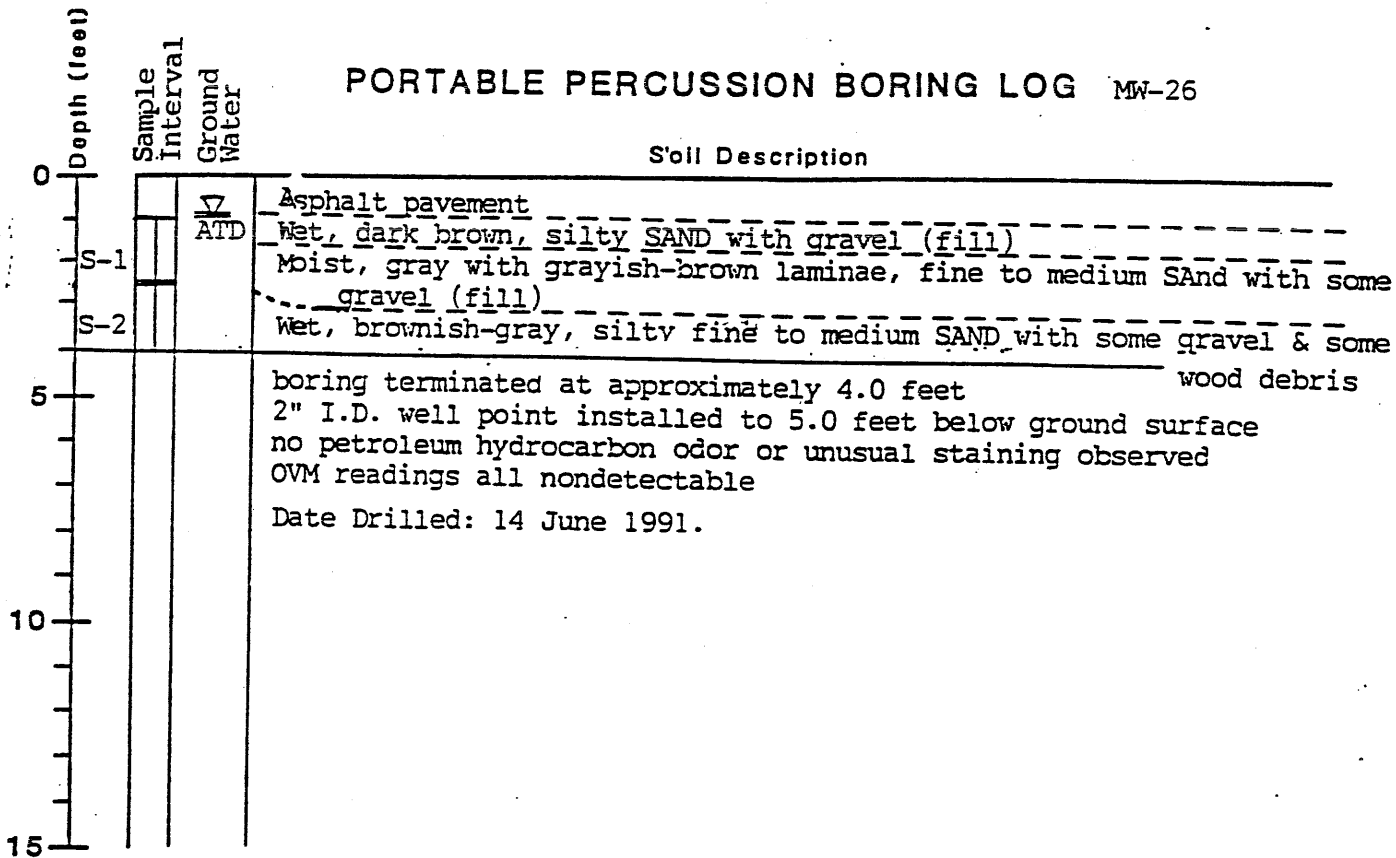 PORTABLE PERCUSSION BORING LOG MW-26
Depth (feet)
Sample Interval
Ground Water
Soil Description
0
Asphalt pavement
ATD
Wet, dark brown, silty SAND with gravel (fill)
S-1
Moist, gray with grayish-brown laminae, fine to medium SAnd with some
gravel (fill)
S-2
Wet, brownish-gray, silty fine to medium SAND with some gravel & some
wood debris
5
boring terminated at approximately 4.0 feet
2" I.D. well point installed to 5.0 feet below ground surface
no petroleum hydrocarbon odor or unusual staining observed
OVM readings all nondetectable
Date Drilled: 14 June 1991.
10
15